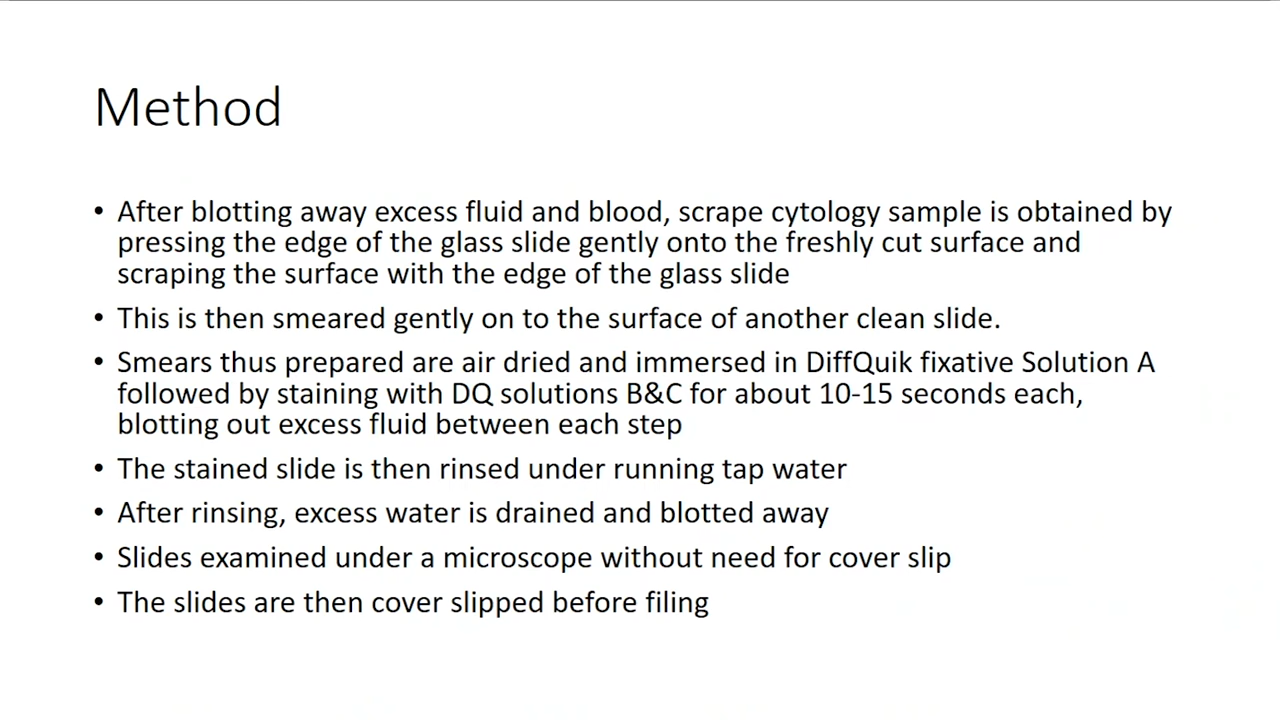 Method
• After blotting away excess fluid and blood, scrape cytology sample is obtained by
pressing the edge of the glass slide gently onto the freshly cut surface and
scraping the surface with the edge of the glass slide
• This is then smeared gently on to the surface of another clean slide.
• Smears thus prepared are air dried and immersed in DiffQuik fixative Solution A
followed by staining with DQ solutions B&C for about 10-15 seconds each,
blotting out excess fluid between each step
• The stained slide is then rinsed under running tap water
• After rinsing, excess water is drained and blotted away
• Slides examined under a microscope without need for cover slip
• The slides are then cover slipped before filing